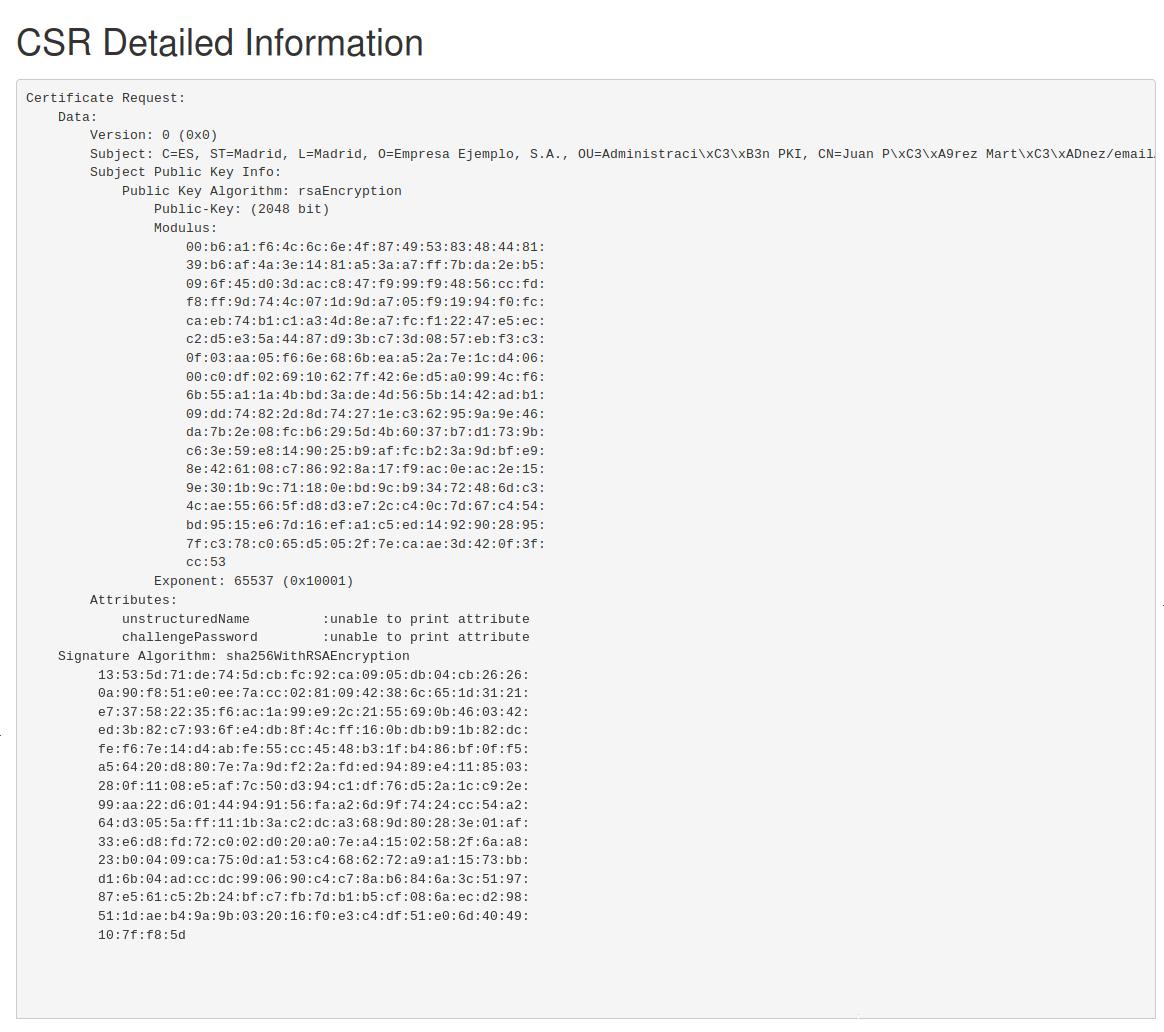 CSR Detailed Information
Certificate Request:
Data:
Version: 0 (0x0)
Subject: C=ES, ST=Madrid, L=Madrid, O=Empresa Ejemplo, S.A., OU=Administraci\xC3\xB3n PKI, CN=Juan P\xC3\xA9rez Mart\xC3\xADnez/email
Subject Public Key Info:
Public Key Algorithm: rsaEncryption
Public-Key: (2048 bit)
Modulus:
00:b6:a1:f6:4c:6c:6e:4f:87:49:53:83:48:44:81:
39:b6:af:4a:3e:14:81:a5:3a:a7:ff:7b:da:2e:b5:
09:6f:45:d0:3d:ac:c8:47:f9:99:f9:48:56:cc:fd:
f8:ff:9d:74:4c:07:1d:9d:a7:05:f9:19:94:f0:fc:
ca:eb:74:b1:c1:a3:4d:8e:a7:fc:f1:22:47:e5:ec:
c2:d5:e3:5a:44:87:d9:3b:c7:3d:08:57:eb:f3:c3:
0f:03:aa:05:f6:6e:68:6b:ea:a5:2a:7e:1c:d4:06:
00:c0:df:02:69:10:62:7f:42:6e:d5:a0:99:4c:f6:
6b:55:a1:1a:4b:bd:3a:de:4d:56:5b:14:42:ad:b1:
09:dd:74:82:2d:8d:74:27:1e:c3:62:95:9a:9e:46:
da:7b:2e:08:fc:b6:29:5d:4b:60:37:b7:d1:73:9b:
c6:3e:59:e8:14:90:25:b9:af:fc:b2:3a:9d:bf:e9:
8e:42:61:08:c7:86:92:8a:17:f9:ac:0e:ac:2e:15:
9e:30:1b:9c:71:18:0e:bd:9c:b9:34:72:48:6d:c3:
4c:ae:55:66:5f:d8:d3:e7:2c:c4:0c:7d:67:c4:54:
bd:95:15:e6:7d:16:ef:a1:c5:ed:14:92:90:28:95:
7f:c3:78:c0:65:d5:05:2f:7e:ca:ae:3d:42:0f:3f:
cc:53
Exponent: 65537 (0x10001)
Attributes:
unstructuredName :unable to print attribute
challengePassword :unable to print attribute
Signature Algorithm: sha256WithRSAEncryption
13:53:5d:71:de:74:5d:cb:fc:92:ca:09:05:db:04:cb:26:26:
0a:90:f8:51:e0:ee:7a:cc:02:81:09:42:38:6c:65:1d:31:21:
e7:37:58:22:35:f6:ac:1a:99:e9:2c:21:55:69:0b:46:03:42:
ed:3b:82:c7:93:6f:e4:db:8f:4c:ff:16:0b:db:b9:1b:82:dc:
fe:f6:7e:14:d4:ab:fe:55:cc:45:48:b3:1f:b4:86:bf:0f:f5:
a5:64:20:d8:80:7e:7a:9d:f2:2a:fd:ed:94:89:e4:11:85:03:
28:0f:11:08:e5:af:7c:50:d3:94:c1:df:76:d5:2a:1c:c9:2e:
99:aa:22:d6:01:44:94:91:56:fa:a2:6d:9f:74:24:cc:54:a2:
64:d3:05:5a:ff:11:1b:3a:c2:dc:a3:68:9d:80:28:3e:01:af:
33:e6:d8:fd:72:c0:02:d0:20:a0:7e:a4:15:02:58:2f:6a:a8:
23:b0:04:09:ca:75:0d:a1:53:c4:68:62:72:a9:a1:15:73:bb:
d1:6b:04:ad:cc:dc:99:06:90:c4:c7:8a:b6:84:6a:3c:51:97:
87:e5:61:c5:2b:24:bf:c7:fb:7d:b1:b5:cf:08:6a:ec:d2:98:
51:1d:ae:b4:9a:9b:03:20:16:f0:e3:c4:df:51:e0:6d:40:49:
10:7f:f8:5d